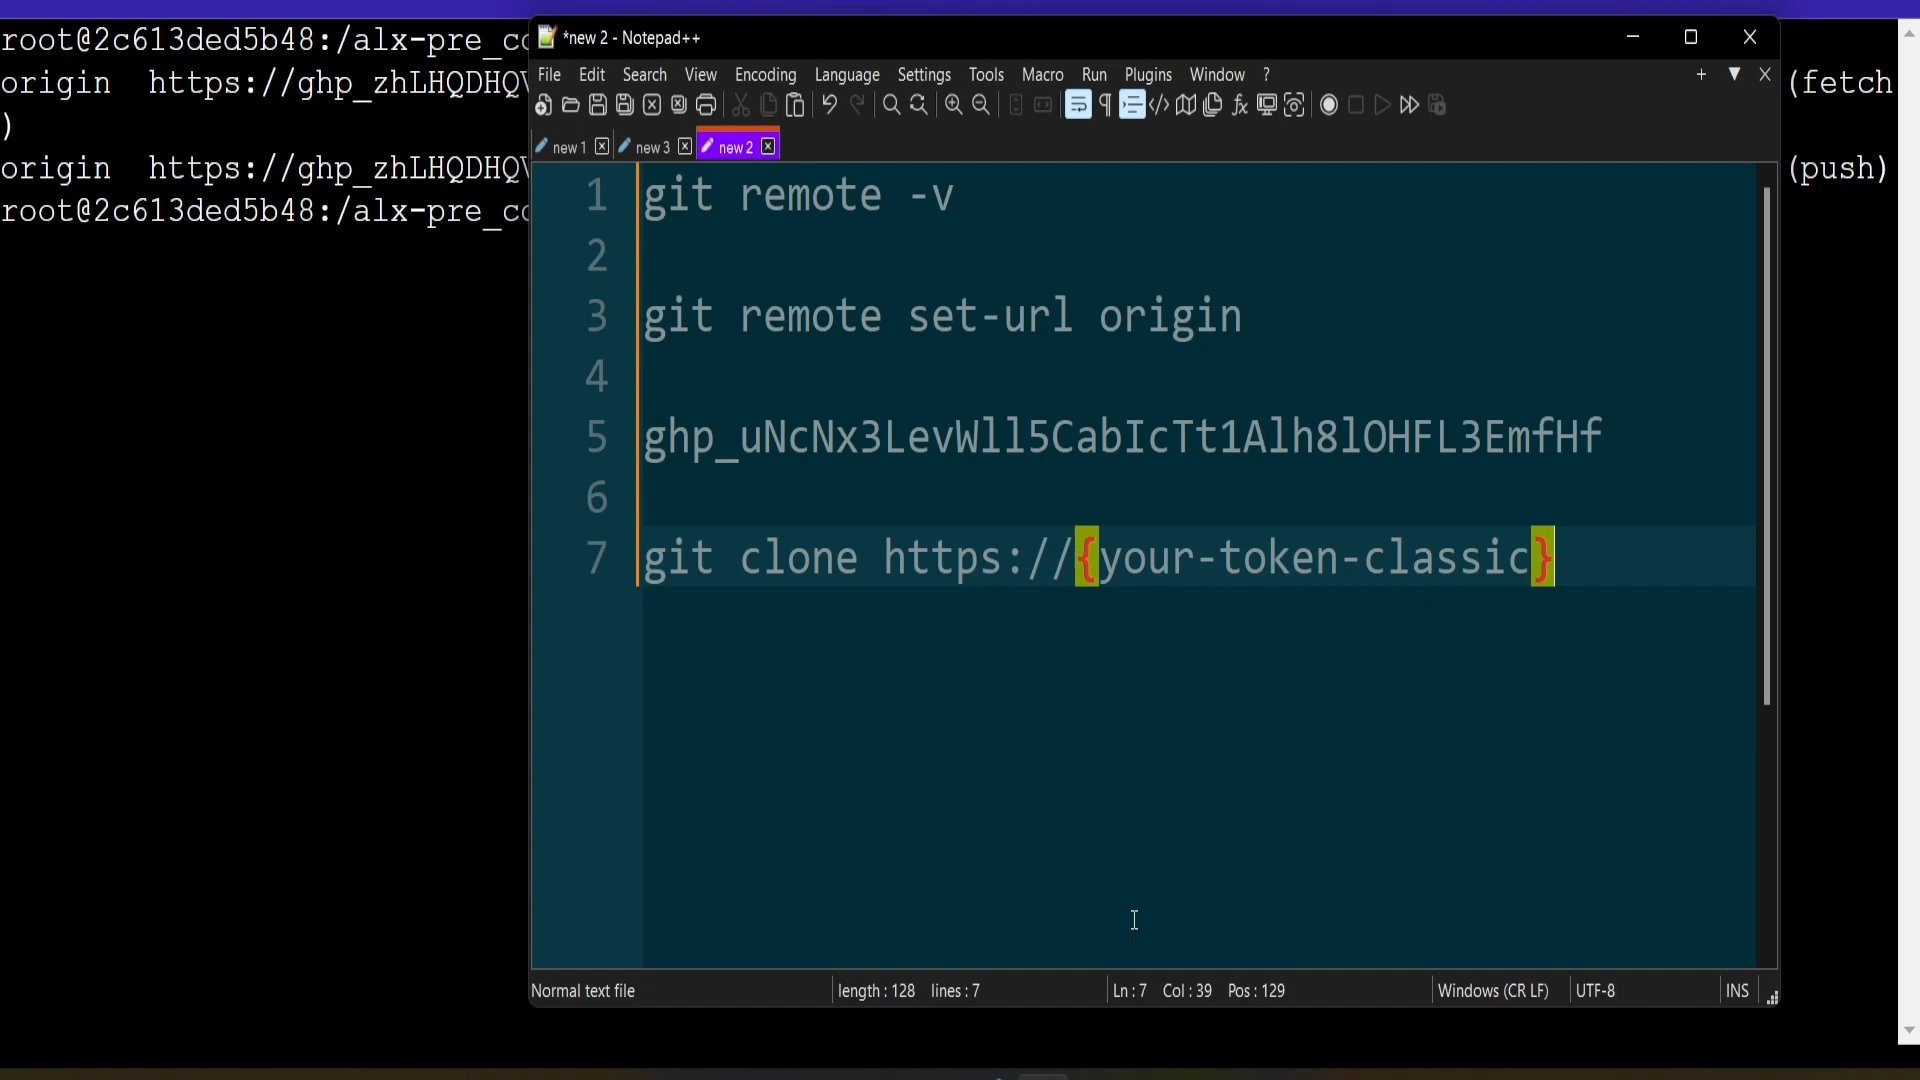 root@2c613ded5b48:/alx-pre_
origin https://ghp_zhLHQDHQ (fetch
)
origin https://ghp_zhLHQDHQ (push)
root@2c613ded5b48:/alx-pre_
*new 2 - Notepad++
File Edit Search View Encoding Language Settings Tools Macro Run Plugins Window ?
new 1 new 3 new 2
1 git remote -v
2
3 git remote set-url origin
4
5 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
6
7 git clone https://{your-token-classic}
Normal text file length : 128 lines : 7 Ln : 7 Col : 39 Pos : 129 Windows (CR LF) UTF-8 INS